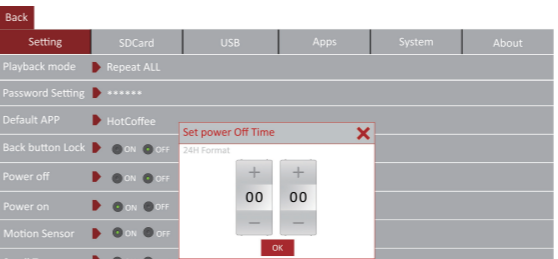 Back
Setting SDCard USB Apps System About
Playback mode Repeat ALL
Password Setting ******
Default APP HotCoffee
Set power Off Time
Back button Lock ON OFF 24H Format
Power off ON OFF + +
Power on ON OFF 00 00
Motion Sensor ON OFF − −
OK